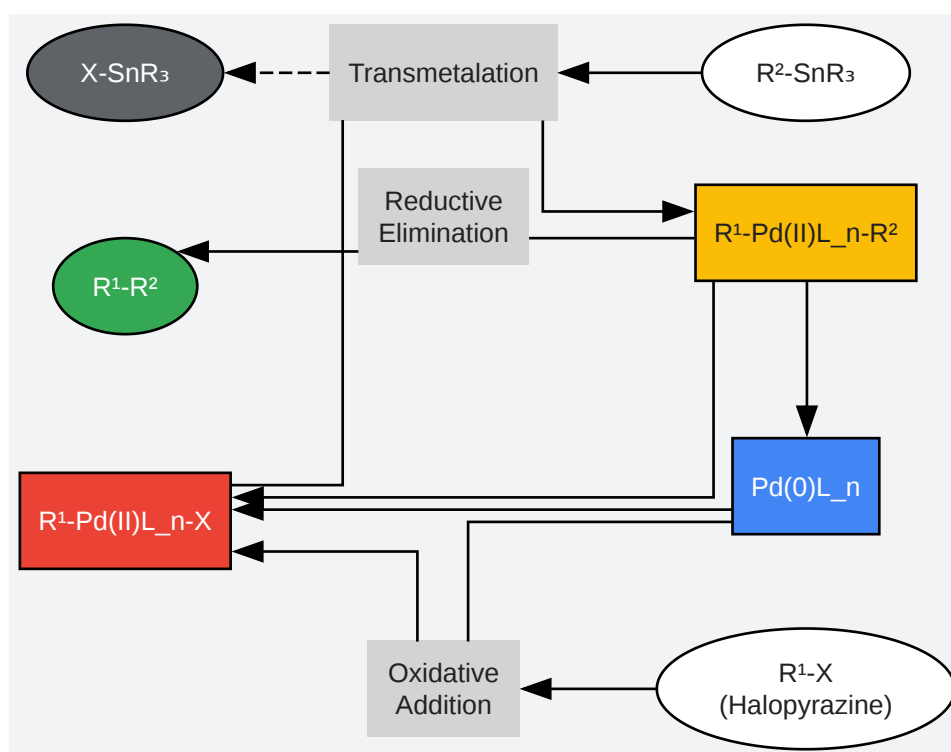 X-SnR₃
Transmetalation
R²-SnR₃
Reductive
Elimination
R¹-Pd(II)L_n-R²
R¹-R²
R¹-Pd(II)L_n-X
Pd(0)L_n
Oxidative
Addition
R¹-X
(Halopyrazine)